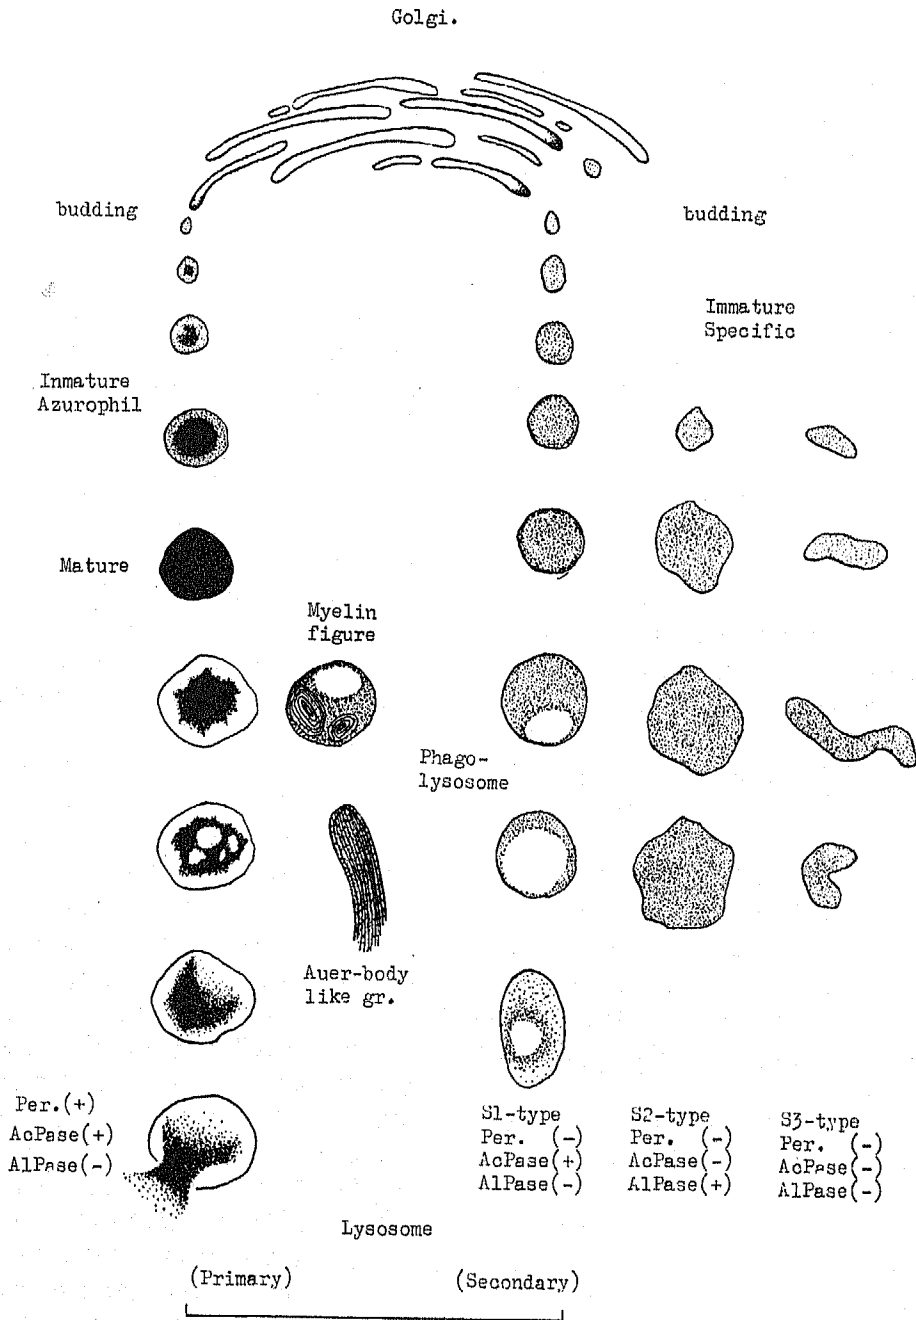 Golgi.
budding
budding
Immature
Specific
Inmature
Azurophil
Mature
Myelin
figure
Phago-
lysosome
Auer-body
like gr.
Per.(+)
AcPase(+)
AlPase(-)
S1-type
Per. (-)
AcPase(+)
AlPase(-)
S2-type
Per. (-)
AcPase(-)
AlPase(+)
S3-type
Per. (-)
AcPase(-)
AlPase(-)
Lysosome
(Primary)
(Secondary)